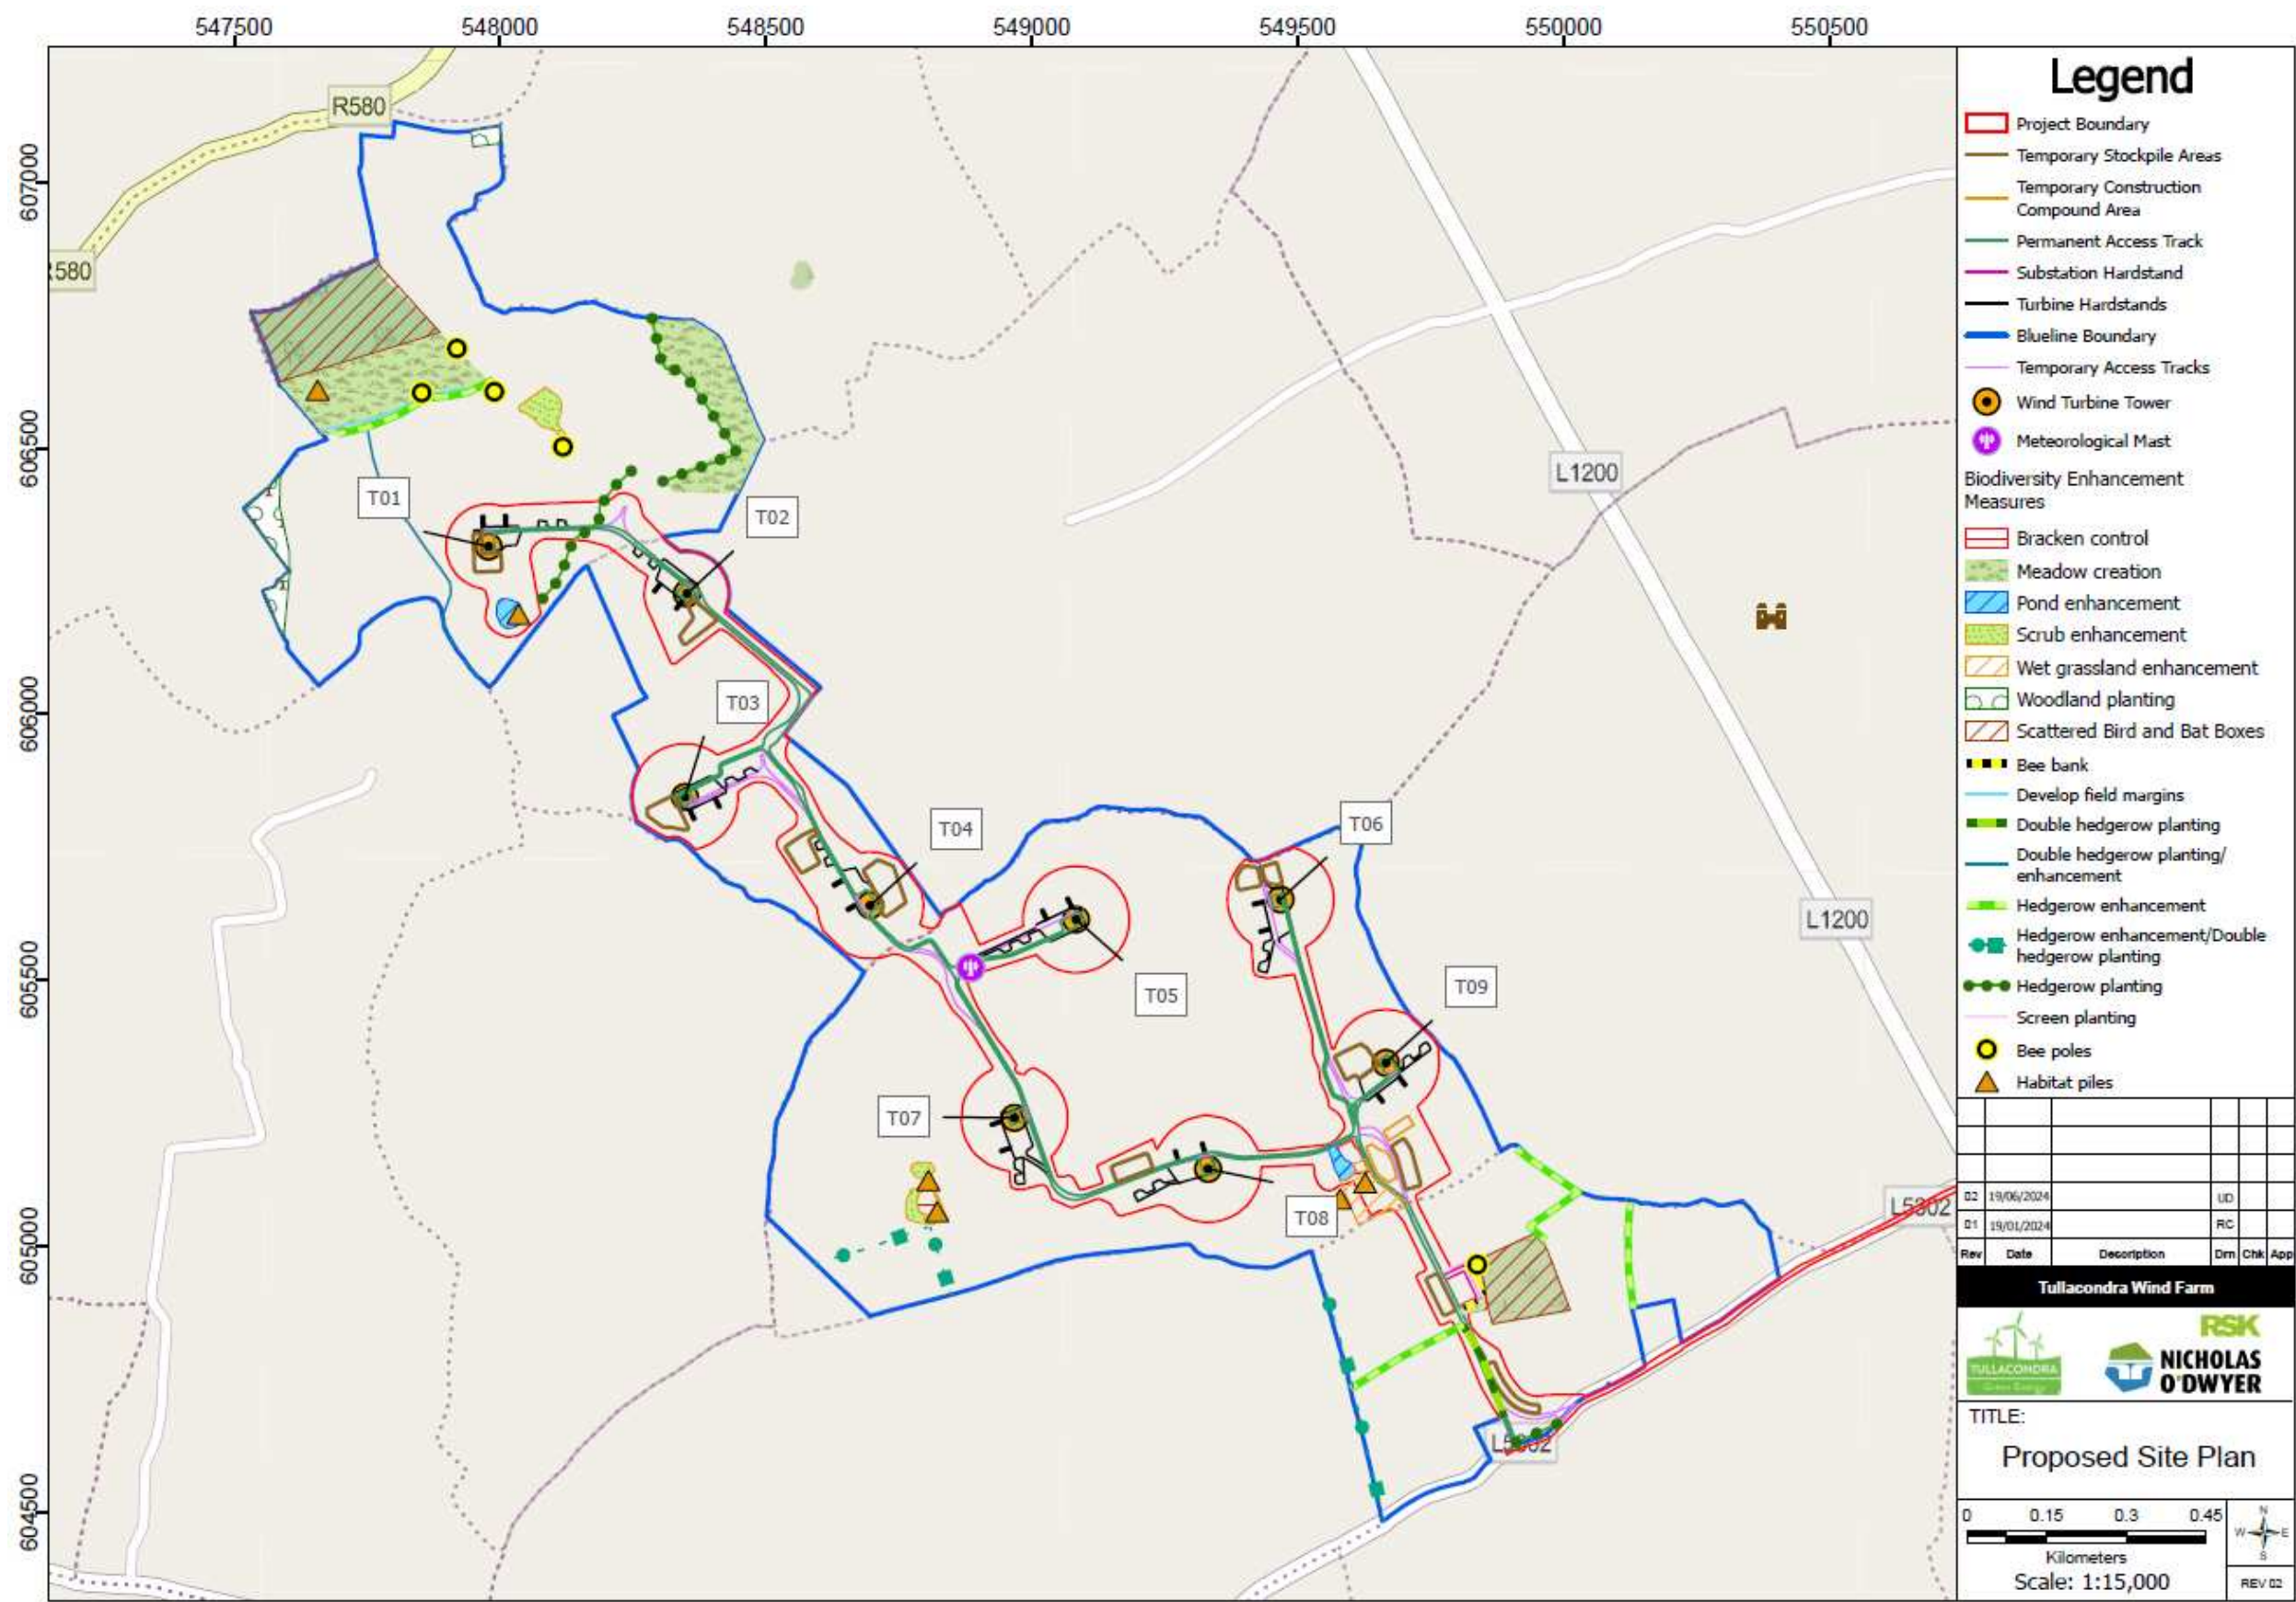 547500 548000 548500 549000 549500 550000 550500
607000
606500
606000
605500
605000
604500
R580
R580
L1200
L1200
L5302
L5302
T01
T02
T03
T04
T05
T06
T07
T08
T09
Legend
Project Boundary
Temporary Stockpile Areas
Temporary Construction
Compound Area
Permanent Access Track
Substation Hardstand
Turbine Hardstands
Blueline Boundary
Temporary Access Tracks
Wind Turbine Tower
Meteorological Mast
Biodiversity Enhancement
Measures
Bracken control
Meadow creation
Pond enhancement
Scrub enhancement
Wet grassland enhancement
Woodland planting
Scattered Bird and Bat Boxes
Bee bank
Develop field margins
Double hedgerow planting
Double hedgerow planting/
enhancement
Hedgerow enhancement
Hedgerow enhancement/Double
hedgerow planting
Hedgerow planting
Screen planting
Bee poles
Habitat piles
02 19/06/2024 UD
01 19/01/2024 RC
Rev Date Description Drn Chk App
Tullacondra Wind Farm
TULLACONDRA
Green Energy
RSK
NICHOLAS
O'DWYER
TITLE:
Proposed Site Plan
0 0.15 0.3 0.45
Kilometers
Scale: 1:15,000
N
W E
S
REV 02